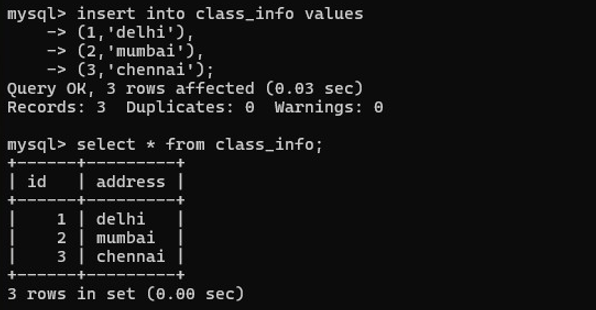 mysql> insert into class_info values
    -> (1,'delhi'),
    -> (2,'mumbai'),
    -> (3,'chennai');
Query OK, 3 rows affected (0.03 sec)
Records: 3  Duplicates: 0  Warnings: 0

mysql> select * from class_info;
+------+---------+
| id   | address |
+------+---------+
|    1 | delhi   |
|    2 | mumbai  |
|    3 | chennai |
+------+---------+
3 rows in set (0.00 sec)